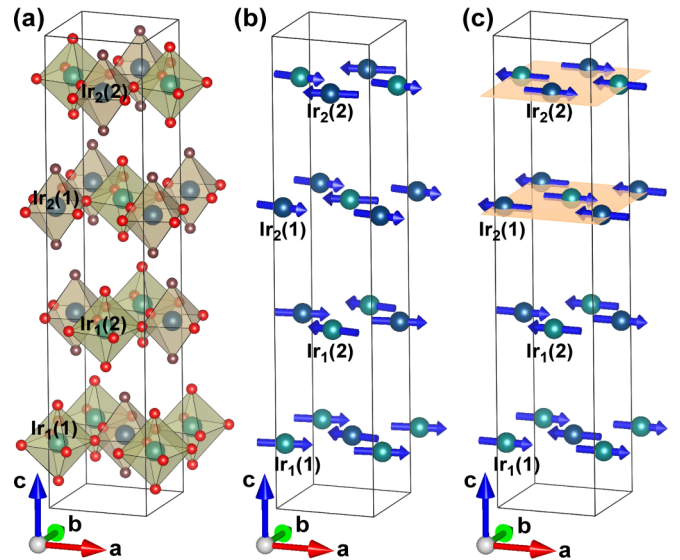 (a)
Ir2(2)
Ir2(1)
Ir1(2)
Ir1(1)
c
b
a
(b)
Ir2(2)
Ir2(1)
Ir1(2)
Ir1(1)
c
b
a
(c)
Ir2(2)
Ir2(1)
Ir1(2)
Ir1(1)
c
b
a